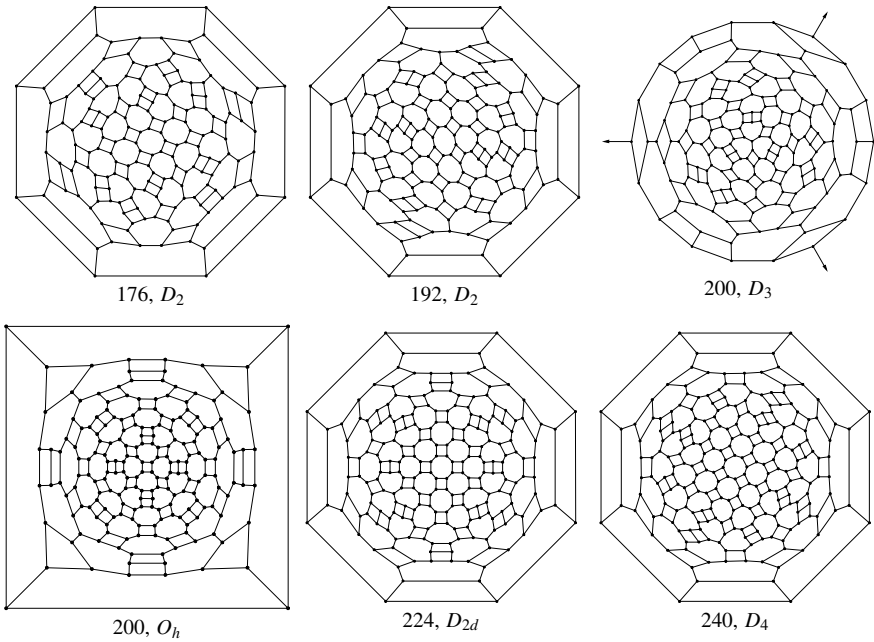 176, D₂
192, D₂
200, D₃
200, Oₕ
224, D₂d
240, D₄